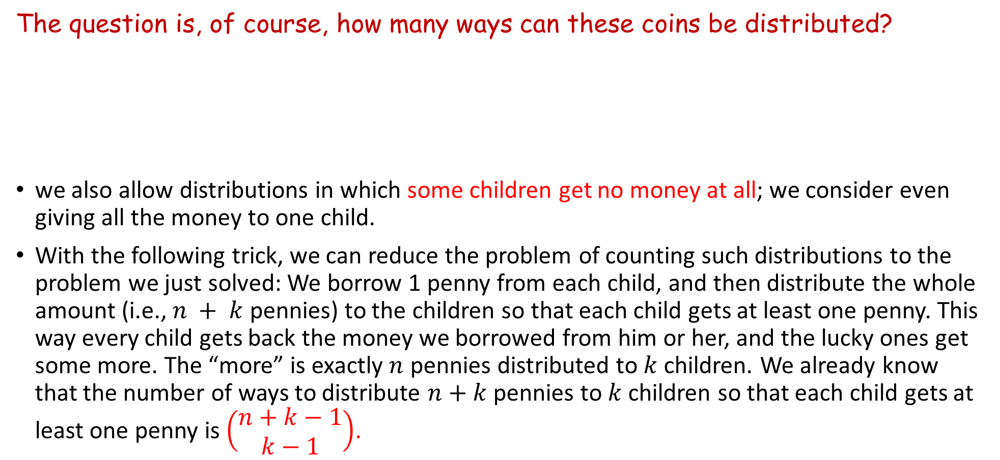 The question is, of course, how many ways can these coins be distributed?
• we also allow distributions in which some children get no money at all; we consider even
giving all the money to one child.
• With the following trick, we can reduce the problem of counting such distributions to the
problem we just solved: We borrow 1 penny from each child, and then distribute the whole
amount (i.e., n + k pennies) to the children so that each child gets at least one penny. This
way every child gets back the money we borrowed from him or her, and the lucky ones get
some more. The “more” is exactly n pennies distributed to k children. We already know
that the number of ways to distribute n + k pennies to k children so that each child gets at
least one penny is (n + k − 1
k − 1).